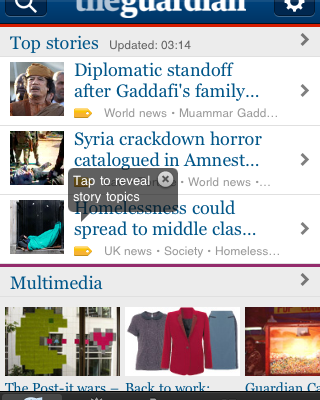 theguardian
Top stories Updated: 03:14
Diplomatic standoff
after Gaddafi's family...
World news • Muammar Gadd...
Syria crackdown horror
catalogued in Amnest...
• World news •...
Tap to reveal
story topics
Homelessness could
spread to middle clas...
UK news • Society • Homeless...
Multimedia
The Post-it wars – Back to work: Guardian Ca